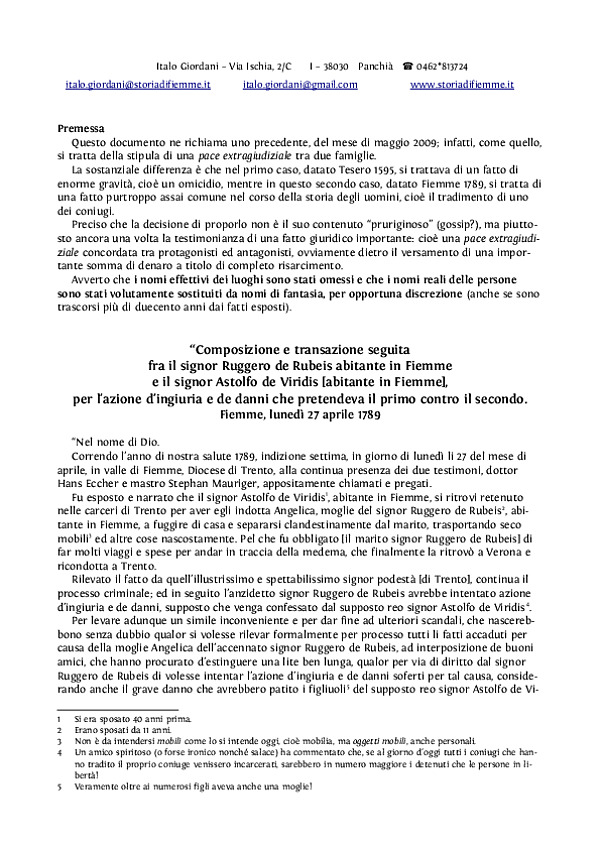 Italo Giordani – Via Ischia, 2/C I – 38030 Panchià ☎ 0462*813724
italo.giordani@storiadifiemme.it italo.giordani@gmail.com www.storiadifiemme.it
Premessa
Questo documento ne richiama uno precedente, del mese di maggio 2009; infatti, come quello,
si tratta della stipula di una pace extragiudiziale tra due famiglie.
La sostanziale differenza è che nel primo caso, datato Tesero 1595, si trattava di un fatto di
enorme gravità, cioè un omicidio, mentre in questo secondo caso, datato Fiemme 1789, si tratta di
una fatto purtroppo assai comune nel corso della storia degli uomini, cioè il tradimento di uno
dei coniugi.
Preciso che la decisione di proporlo non è il suo contenuto “pruriginoso” (gossip?), ma piutto-
sto ancora una volta la testimonianza di una fatto giuridico importante: cioè una pace extragiudi-
ziale concordata tra protagonisti ed antagonisti, ovviamente dietro il versamento di una impor-
tante somma di denaro a titolo di completo risarcimento.
Avverto che i nomi effettivi dei luoghi sono stati omessi e che i nomi reali delle persone
sono stati volutamente sostituiti da nomi di fantasia, per opportuna discrezione (anche se sono
trascorsi più di duecento anni dai fatti esposti).
“Composizione e transazione seguita
fra il signor Ruggero de Rubeis abitante in Fiemme
e il signor Astolfo de Viridis [abitante in Fiemme],
per l’azione d’ingiuria e de danni che pretendeva il primo contro il secondo.
Fiemme, lunedì 27 aprile 1789
“Nel nome di Dio.
Correndo l’anno di nostra salute 1789, indizione settima, in giorno di lunedì li 27 del mese di
aprile, in valle di Fiemme, Diocese di Trento, alla continua presenza dei due testimoni, dottor
Hans Eccher e mastro Stephan Mauriger, appositamente chiamati e pregati.
Fu esposto e narrato che il signor Astolfo de Viridis1, abitante in Fiemme, si ritrovi retenuto
nelle carceri di Trento per aver egli indotta Angelica, moglie del signor Ruggero de Rubeis2, abi-
tante in Fiemme, a fuggire di casa e separarsi clandestinamente dal marito, trasportando seco
mobili3 ed altre cose nascostamente. Pel che fu obbligato [il marito signor Ruggero de Rubeis] di
far molti viaggi e spese per andar in traccia della medema, che finalmente la ritrovò a Verona e
ricondotta a Trento.
Rilevato il fatto da quell’illustrissimo e spettabilissimo signor podestà [di Trento], continua il
processo criminale; ed in seguito l’anzidetto signor Ruggero de Rubeis avrebbe intentato azione
d’ingiuria e de danni, supposto che venga confessato dal supposto reo signor Astolfo de Viridis4.
Per levare adunque un simile inconveniente e per dar fine ad ulteriori scandali, che nascereb-
bono senza dubbio qualor si volesse rilevar formalmente per processo tutti li fatti accaduti per
causa della moglie Angelica dell’accennato signor Ruggero de Rubeis, ad interposizione de buoni
amici, che hanno procurato d’estinguere una lite ben lunga, qualor per via di diritto dal signor
Ruggero de Rubeis di volesse intentar l’azione d’ingiuria e de danni soferti per tal causa, conside-
rando anche il grave danno che avrebbero patito i figliuoli5 del supposto reo signor Astolfo de Vi-
1 Si era sposato 40 anni prima.
2 Erano sposati da 11 anni.
3 Non è da intendersi mobili come lo si intende oggi, cioè mobilia, ma oggetti mobili, anche personali.
4 Un amico spiritoso (o forse ironico nonché salace) ha commentato che, se al giorno d’oggi tutti i coniugi che han-
no tradito il proprio coniuge venissero incarcerati, sarebbero in numero maggiore i detenuti che le persone in li-
bertà!
5 Veramente oltre ai numerosi figli aveva anche una moglie!